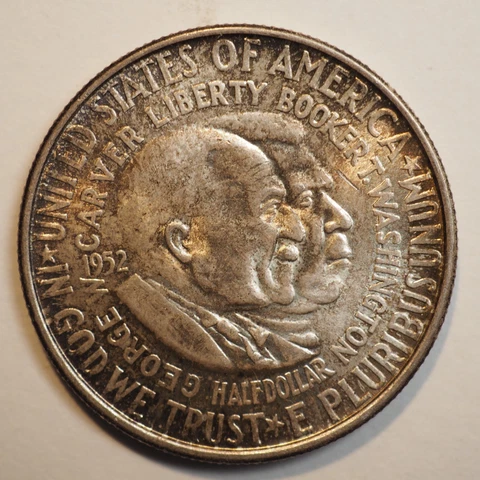 UNITED STATES OF AMERICA
IN GOD WE TRUST
E PLURIBUS UNUM
GEORGE W CARVER LIBERTY BOOKER T WASHINGTON
HALF DOLLAR
1952